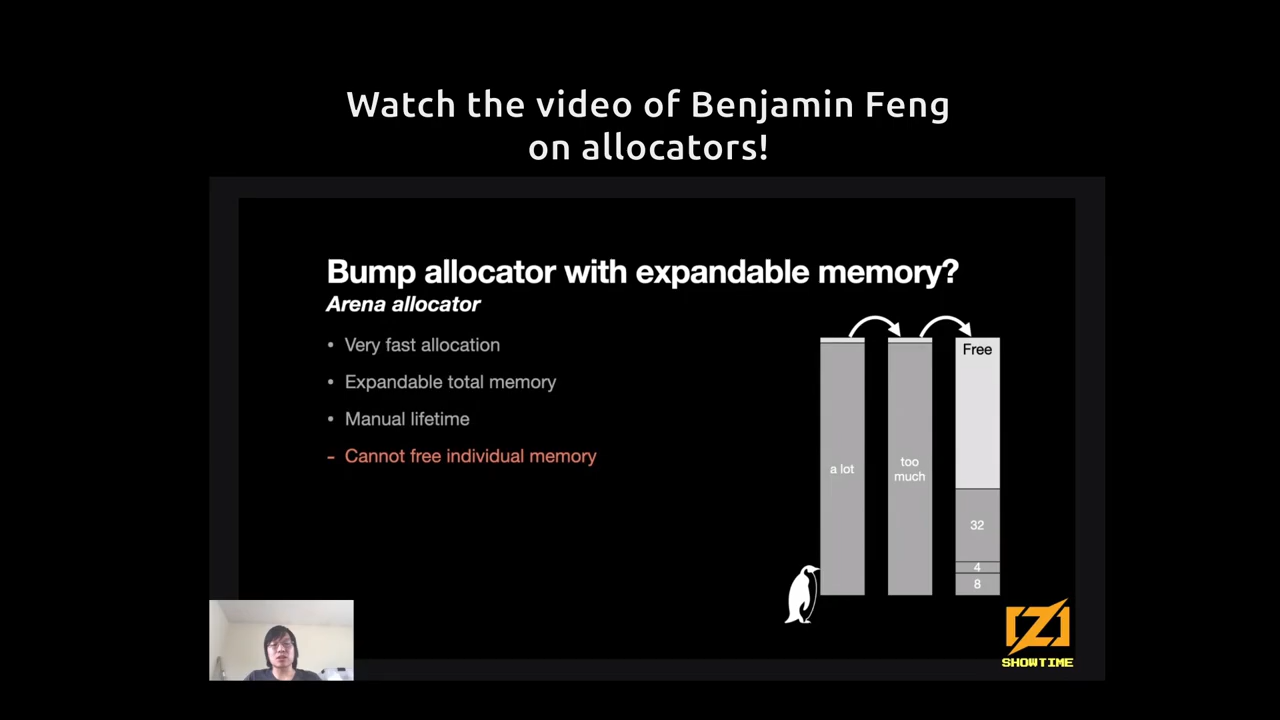 Watch the video of Benjamin Feng
on allocators!
Bump allocator with expandable memory?
Arena allocator
• Very fast allocation
• Expandable total memory
• Manual lifetime
- Cannot free individual memory
Free
a lot
too
much
32
4
8
[Z]
SHOWTIME